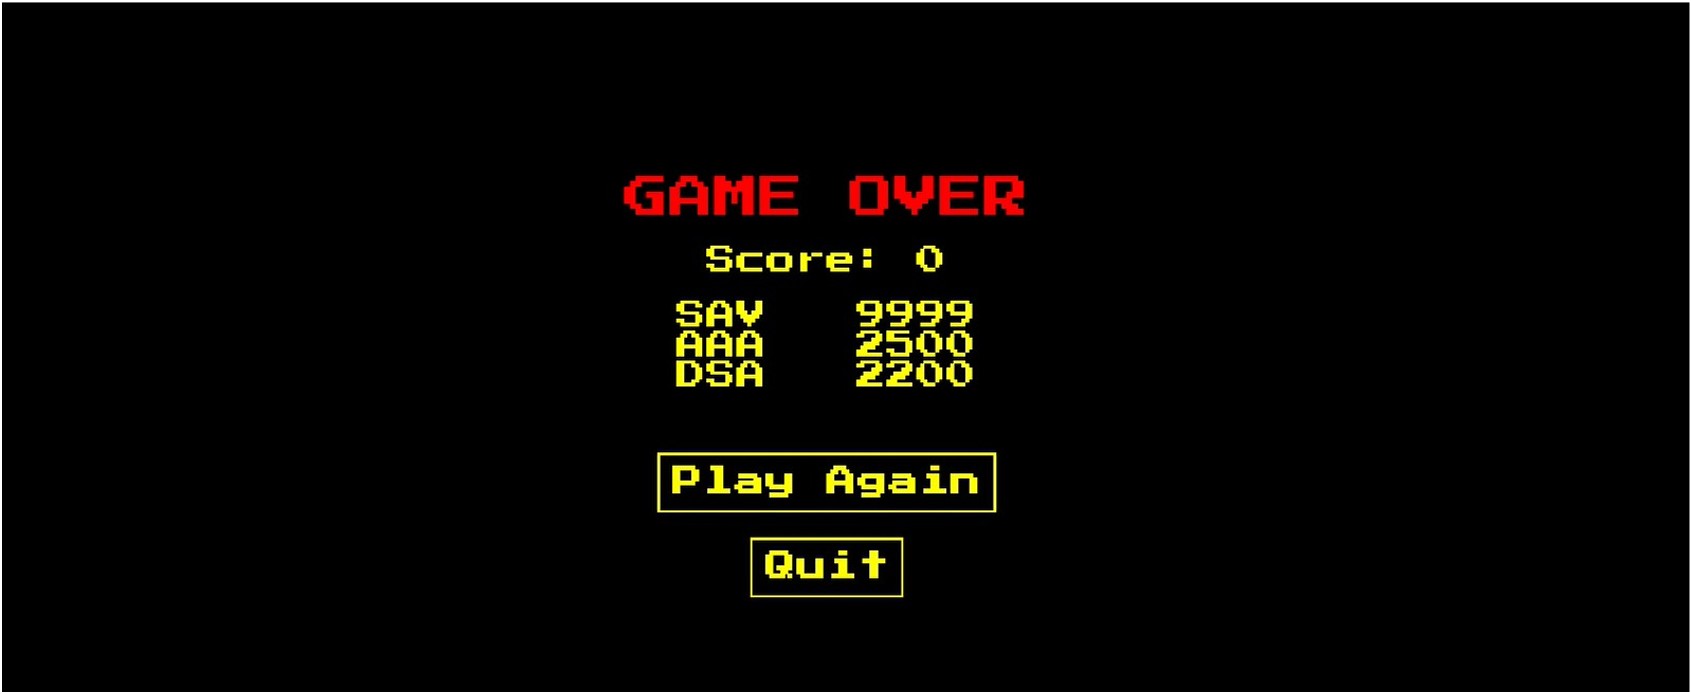 GAME OVER
Score: 0
SAV 9999
AAA 2500
DSA 2200
Play Again
Quit